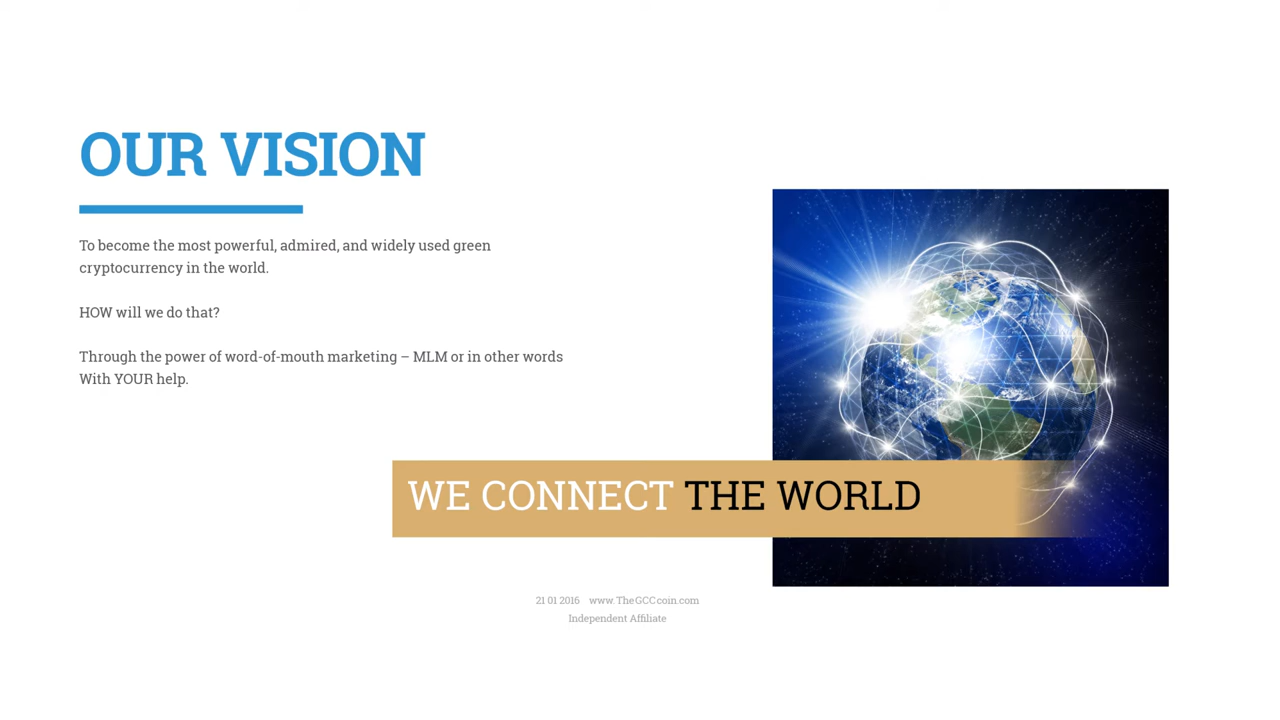 OUR VISION
To become the most powerful, admired, and widely used green
cryptocurrency in the world.
HOW will we do that?
Through the power of word-of-mouth marketing – MLM or in other words
With YOUR help.
WE CONNECT THE WORLD
21 01 2016 www.TheGCCcoin.com
Independent Affiliate